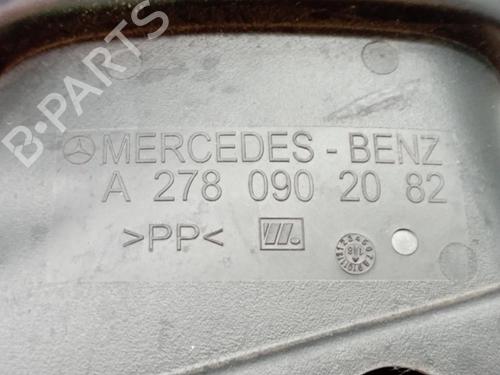 B-PARTS
MERCEDES - BENZ
A 278 090 20 82
>PP<